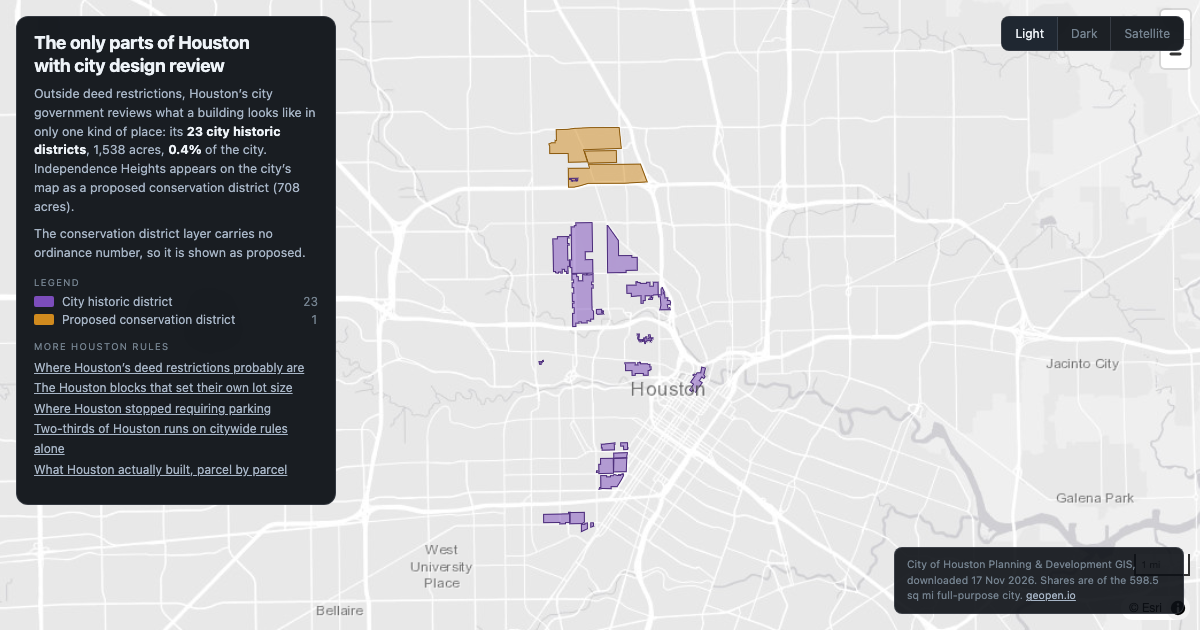 The only parts of Houston
with city design review
Outside deed restrictions, Houston's city
government reviews what a building looks like in
only one kind of place: its 23 city historic
districts, 1,538 acres, 0.4% of the city.
Independence Heights appears on the city's
map as a proposed conservation district (708
acres).
The conservation district layer carries no
ordinance number, so it is shown as proposed.
LEGEND
City historic district 23
Proposed conservation district 1
MORE HOUSTON RULES
Where Houston's deed restrictions probably are
The Houston blocks that set their own lot size
Where Houston stopped requiring parking
Two-thirds of Houston runs on citywide rules
alone
What Houston actually built, parcel by parcel
Light Dark Satellite
Jacinto City
Houston
Galena Park
West
University
Place
Bellaire
City of Houston Planning & Development GIS,
downloaded 17 Nov 2026. Shares are of the 598.5
sq mi full-purpose city. geopen.io
1 mi
© Esri